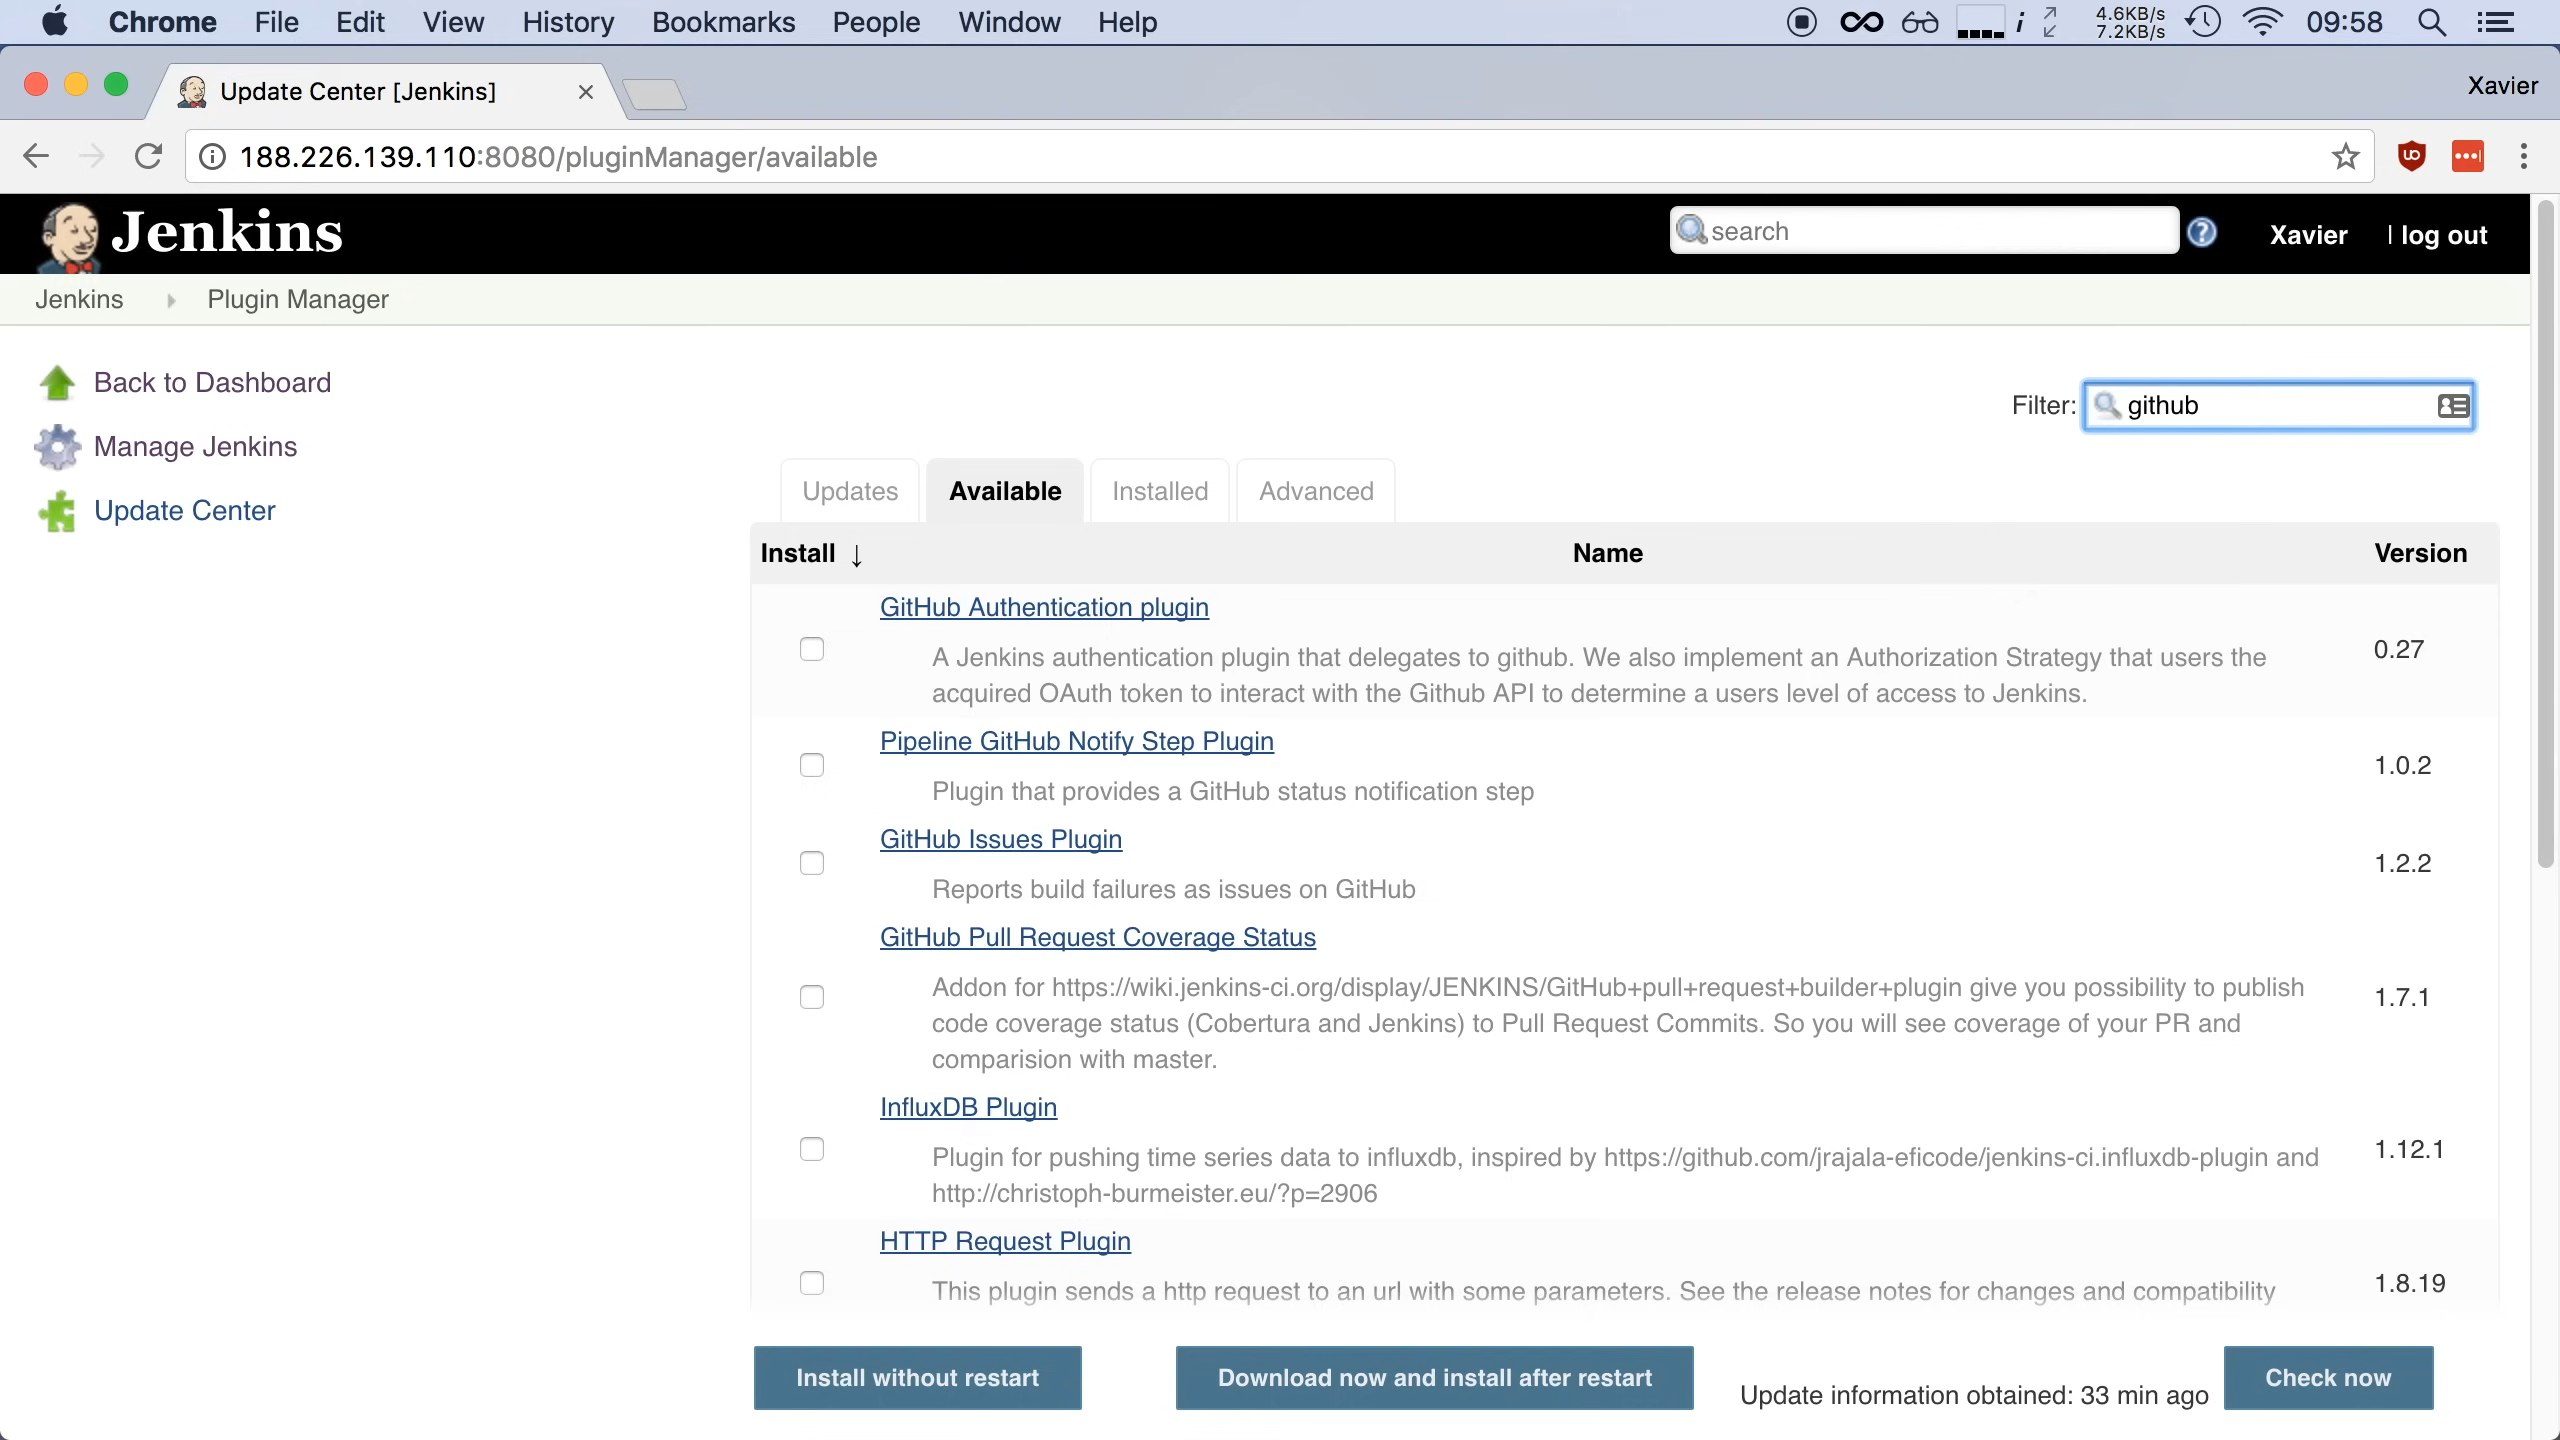 Chrome File Edit View History Bookmarks People Window Help
4.6KB/s
7.2KB/s
09:58
Update Center [Jenkins]
Xavier
188.226.139.110:8080/pluginManager/available
Jenkins
search
Xavier | log out
Jenkins Plugin Manager
Back to Dashboard
Manage Jenkins
Update Center
Filter: github
Updates Available Installed Advanced
Install ↓ Name Version
GitHub Authentication plugin
A Jenkins authentication plugin that delegates to github. We also implement an Authorization Strategy that users the
acquired OAuth token to interact with the Github API to determine a users level of access to Jenkins.
0.27
Pipeline GitHub Notify Step Plugin
Plugin that provides a GitHub status notification step
1.0.2
GitHub Issues Plugin
Reports build failures as issues on GitHub
1.2.2
GitHub Pull Request Coverage Status
Addon for https://wiki.jenkins-ci.org/display/JENKINS/GitHub+pull+request+builder+plugin give you possibility to publish
code coverage status (Cobertura and Jenkins) to Pull Request Commits. So you will see coverage of your PR and
comparision with master.
1.7.1
InfluxDB Plugin
Plugin for pushing time series data to influxdb, inspired by https://github.com/jrajala-eficode/jenkins-ci.influxdb-plugin and
http://christoph-burmeister.eu/?p=2906
1.12.1
HTTP Request Plugin
This plugin sends a http request to an url with some parameters. See the release notes for changes and compatibility
1.8.19
Install without restart
Download now and install after restart
Update information obtained: 33 min ago
Check now